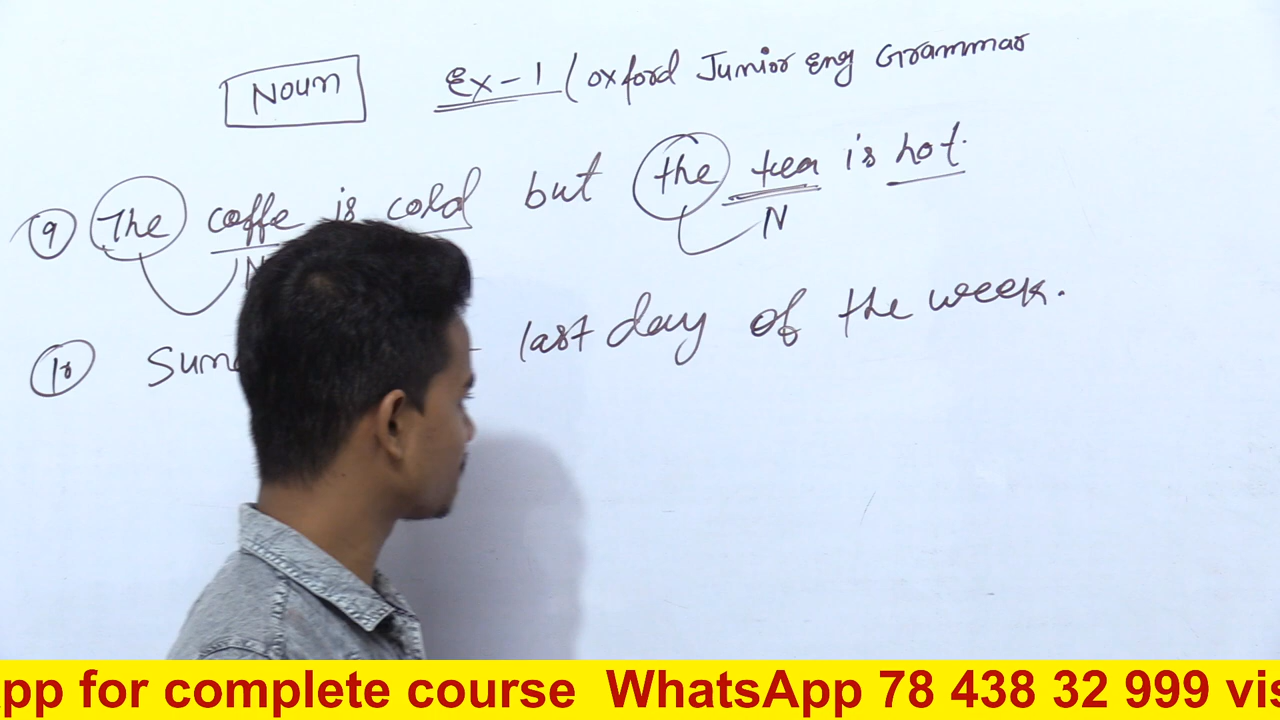 Noun Ex-1 (oxford Junior Eng Grammar
9 The coffe is cold but the tea is hot.
N N
10 last day of the week.
pp for complete course WhatsApp 78 438 32 999 vis